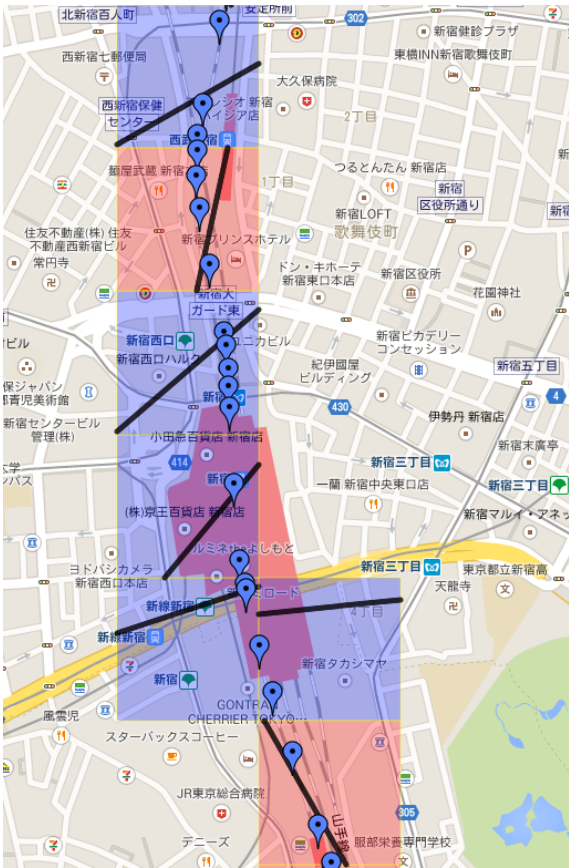 北新宿百人町
安定所前
302
新宿健診プラザ
西新宿七郵便局
東横INN新宿歌舞伎町
大久保病院
西新宿保健
センター
2丁目
つるとんたん 新宿店
1丁目
新宿
区役所通り
新宿LOFT
歌舞伎町
住友不動産(株) 住友
不動産西新宿ビル
新宿プリンスホテル
常円寺
ドン・キホーテ
新宿東口本店
新宿区役所
花園神社
新宿大
ガード東
新宿西口
ユニカビル
新宿ピカデリー
コンセッション
新宿西口ハルク
紀伊國屋
ビルディング
新宿五丁目
保ジャパン
郷青児美術館
4
430
伊勢丹 新宿店
新宿センタービル
管理(株)
小田急百貨店 新宿店
新宿末廣亭
414
新宿三丁目
新宿三丁目
一蘭 新宿中央東口店
(株)京王百貨店 新宿店
新宿マルイ・アネッ
ルミネtheよしもと
ヨドバシカメラ
新宿西口本店
新宿三丁目
東京都立新宿高
天龍寺
ミロード
新線新宿
4丁目
新線新宿
新宿タカシマヤ
新宿
GONTRAN
CHERRIER TOKYO…
風雲児
スターバックスコーヒー
JR東京総合病院
山手線
305
デニーズ
服部栄養専門学校